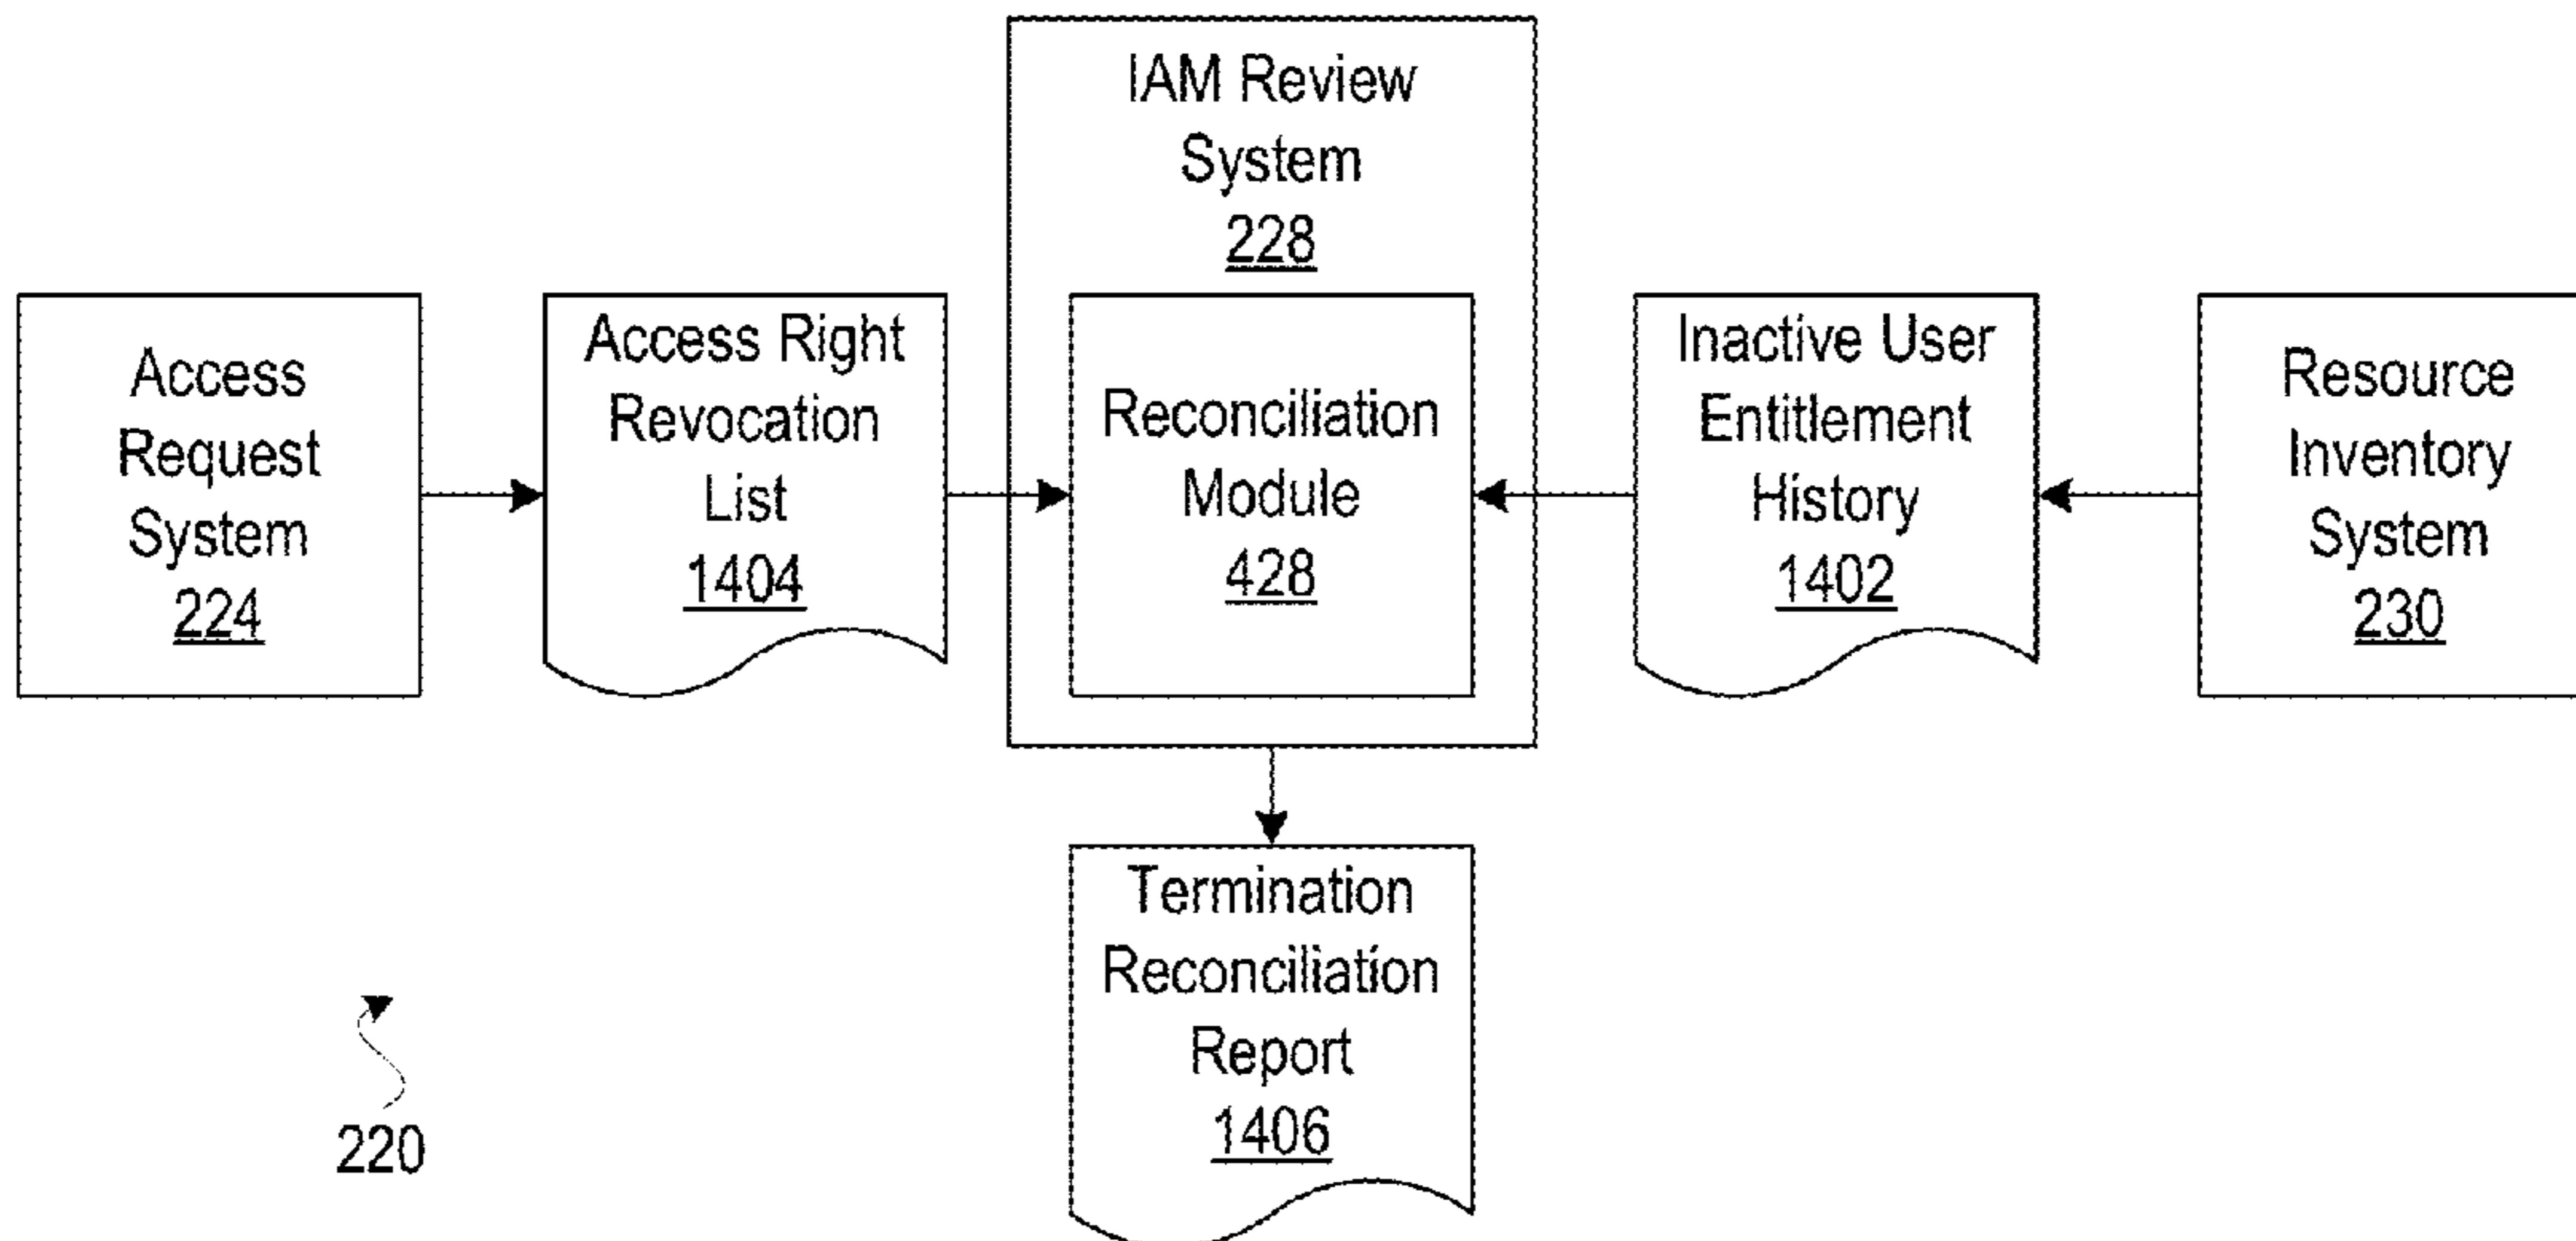 IAM Review
System
228
Access
Request
System
224
Access Right
Revocation
List
1404
Reconciliation
Module
428
Inactive User
Entitlement
History
1402
Resource
Inventory
System
230
Termination
Reconciliation
Report
1406
220